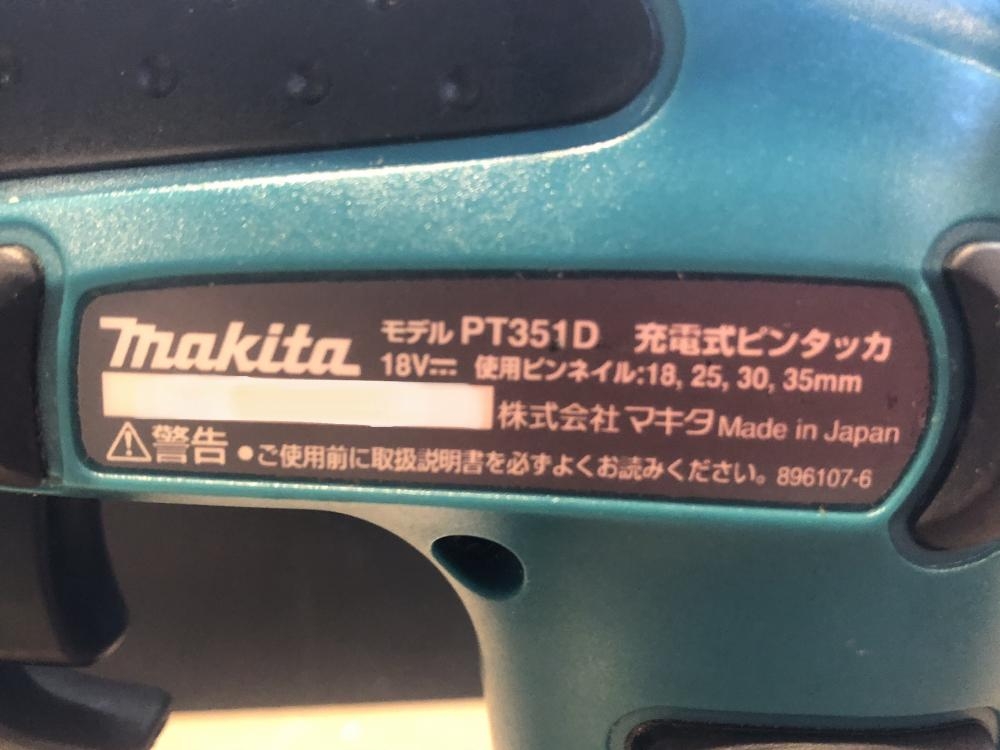 makita モデル PT351D 充電式ピンタッカ
18V⎓ 使用ピンネイル:18, 25, 30, 35mm
株式会社 マキタ Made in Japan
⚠警告 ●ご使用前に取扱説明書を必ずよくお読みください。 896107-6